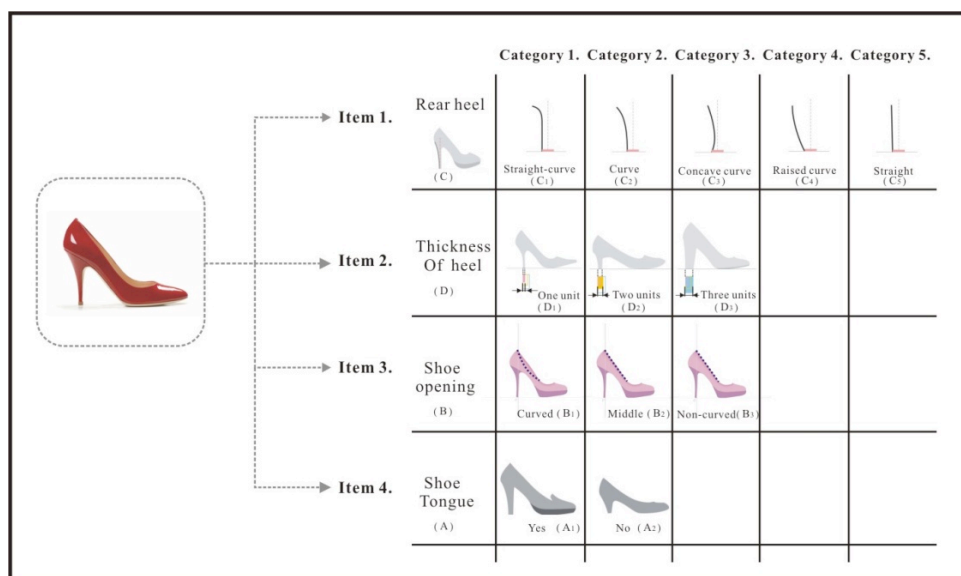 Category 1. Category 2. Category 3. Category 4. Category 5.
Item 1.
Rear heel
(C)
Straight-curve
(C1)
Curve
(C2)
Concave curve
(C3)
Raised curve
(C4)
Straight
(C5)
Item 2.
Thickness
Of heel
(D)
One unit
(D1)
Two units
(D2)
Three units
(D3)
Item 3.
Shoe
opening
(B)
Curved (B1)
Middle (B2)
Non-curved(B3)
Item 4.
Shoe
Tongue
(A)
Yes (A1)
No (A2)